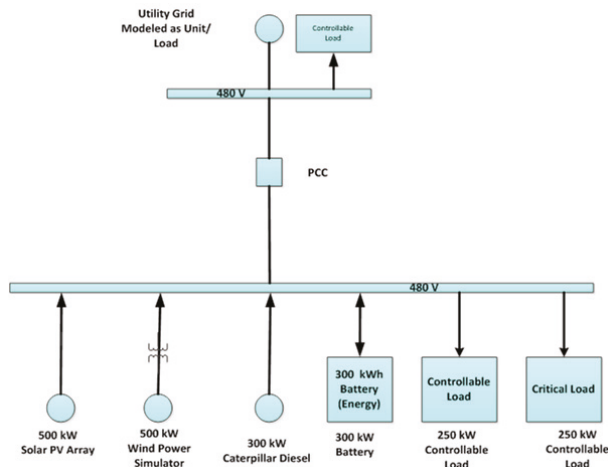 Utility Grid
Modeled as Unit/
Load
Controllable
Load
480 V
PCC
480 V
300 kWh
Battery
(Energy)
Controllable
Load
Critical Load
500 kW
Solar PV Array
500 kW
Wind Power
Simulator
300 kW
Caterpillar Diesel
300 kW
Battery
250 kW
Controllable
Load
250 kW
Controllable
Load